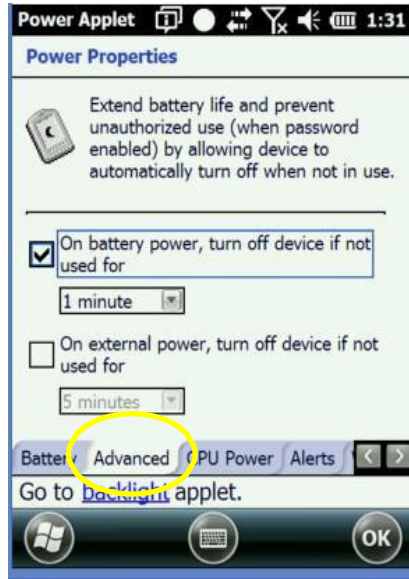 Power Applet 1:31
Power Properties
Extend battery life and prevent
unauthorized use (when password
enabled) by allowing device to
automatically turn off when not in use.
On battery power, turn off device if not
used for
1 minute
On external power, turn off device if not
used for
5 minutes
Battery Advanced CPU Power Alerts
Go to backlight applet.
OK